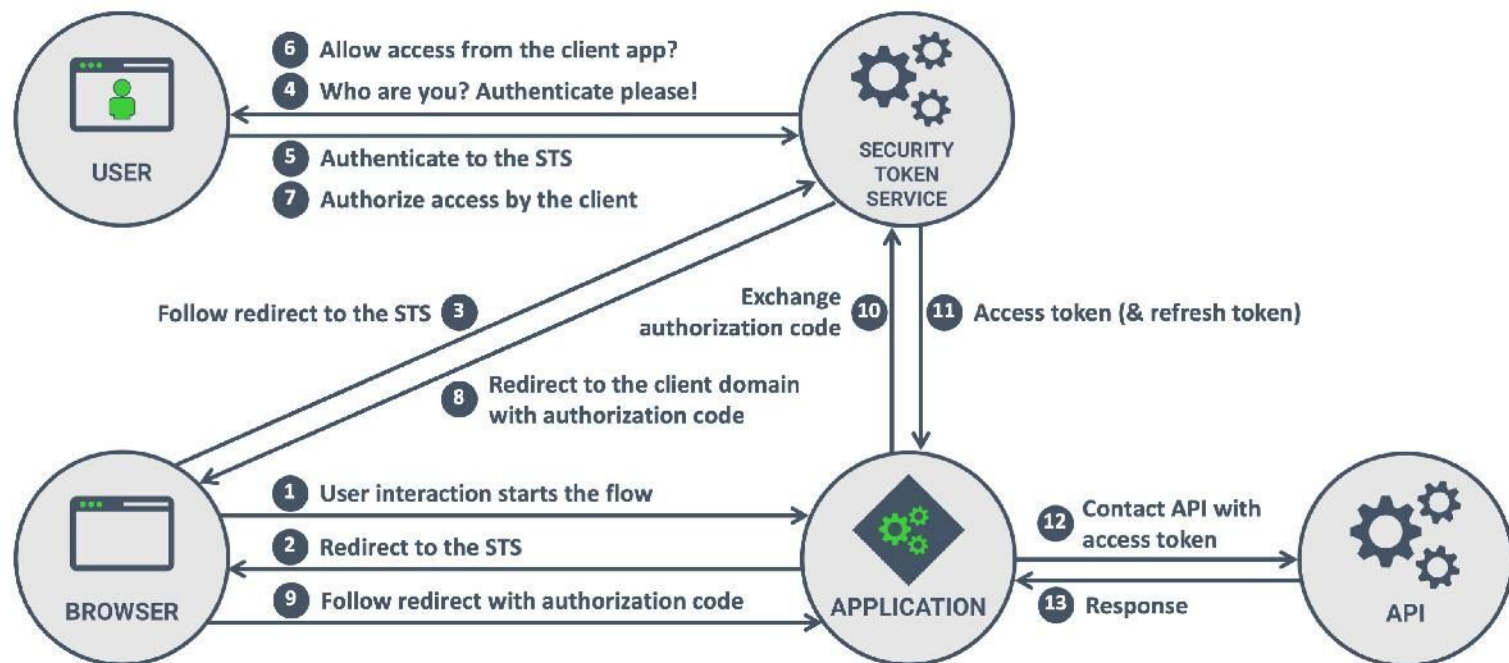 6 Allow access from the client app?
4 Who are you? Authenticate please!
USER
5 Authenticate to the STS
7 Authorize access by the client
SECURITY
TOKEN
SERVICE
Follow redirect to the STS 3
Exchange
authorization code
10
11 Access token (& refresh token)
8 Redirect to the client domain
with authorization code
1 User interaction starts the flow
2 Redirect to the STS
9 Follow redirect with authorization code
BROWSER
APPLICATION
12 Contact API with
access token
13 Response
API